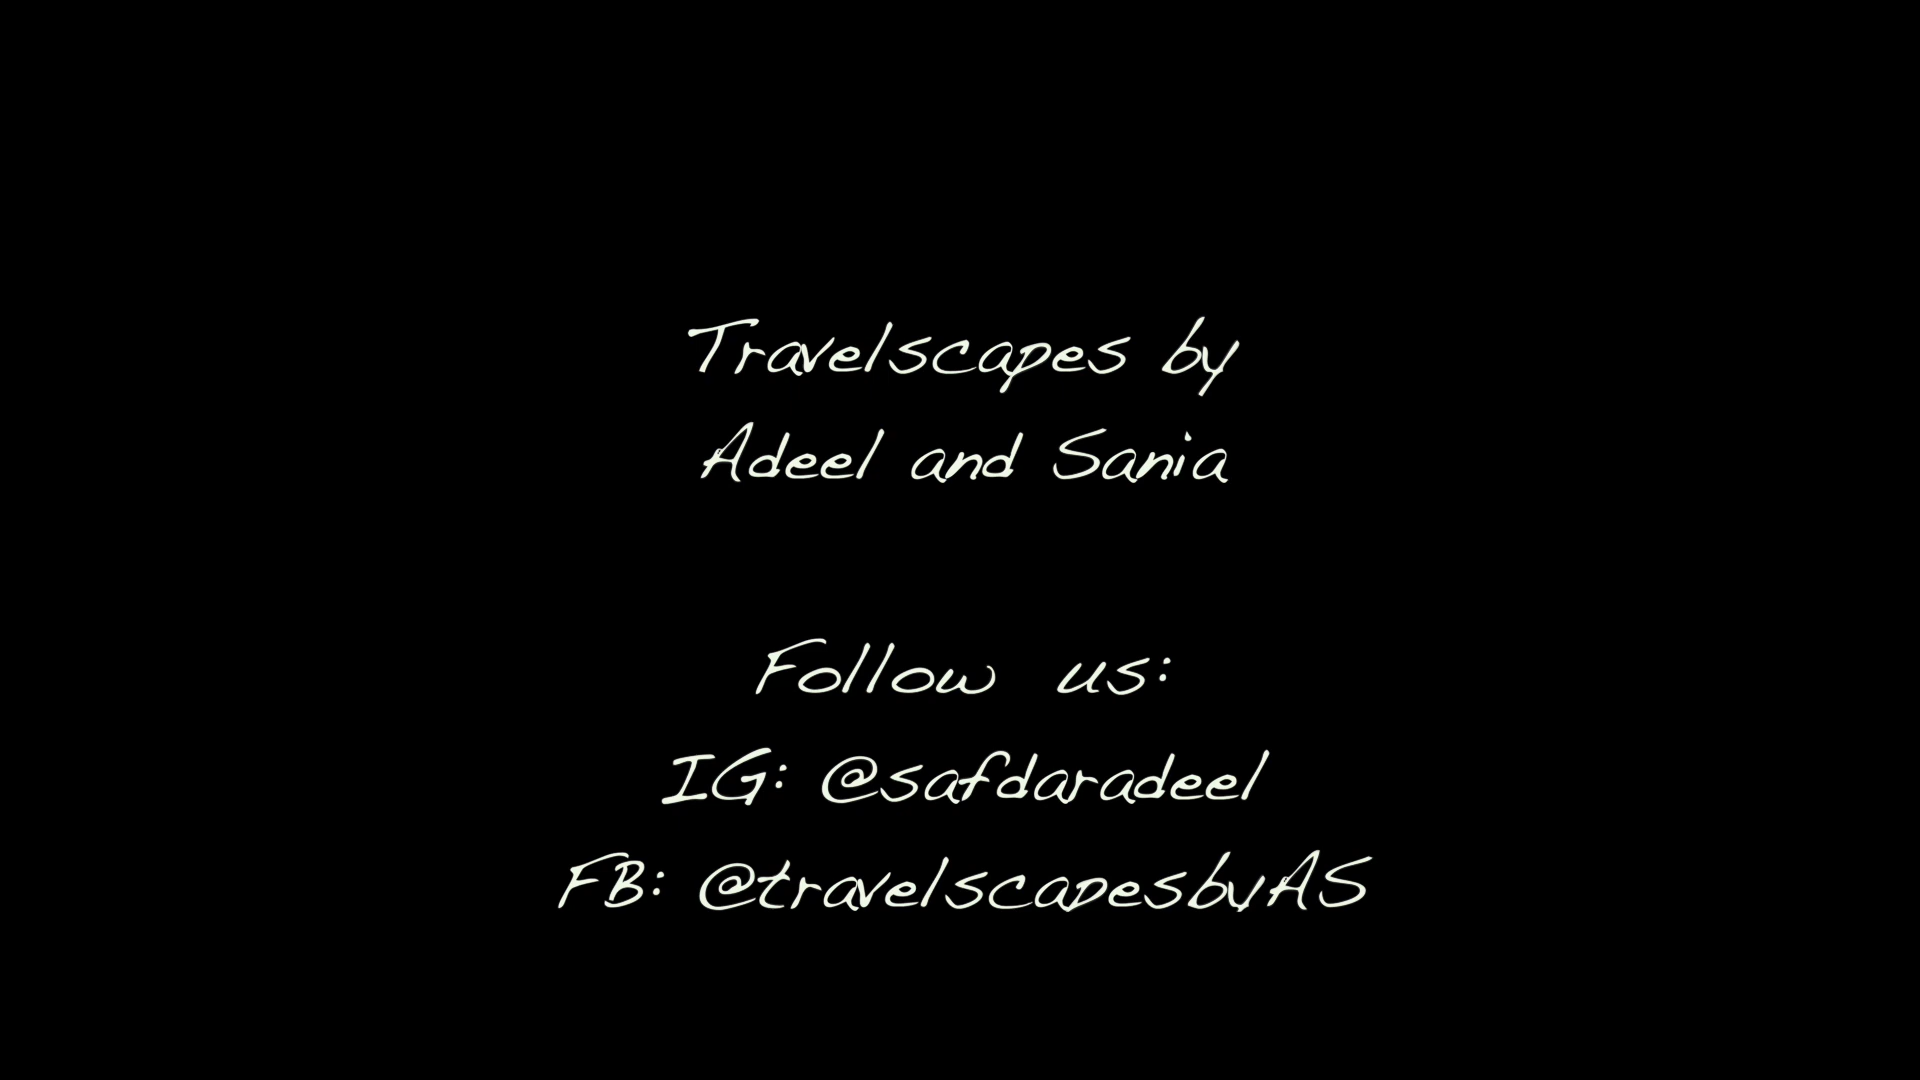 Travelscapes by
Adeel and Sania
Follow us:
IG: @safdaradeel
FB: @travelscapesbyAS